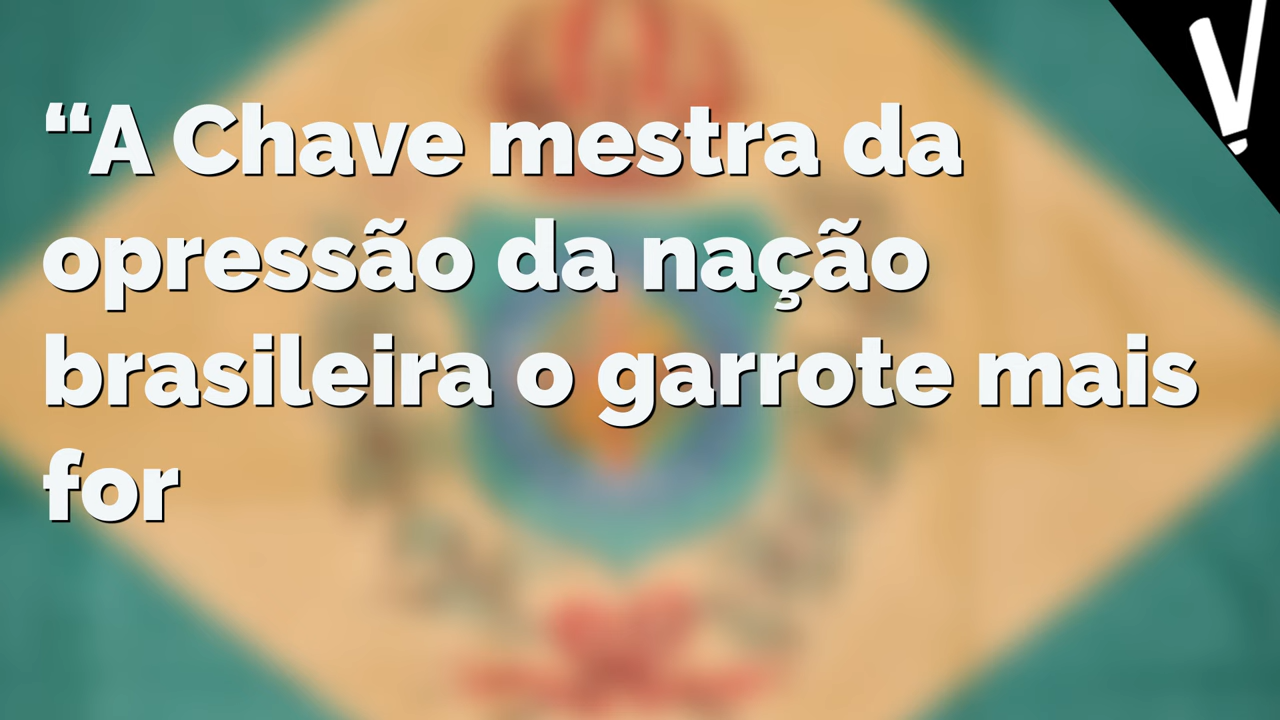 “A Chave mestra da
opressão da nação
brasileira o garrote mais
for